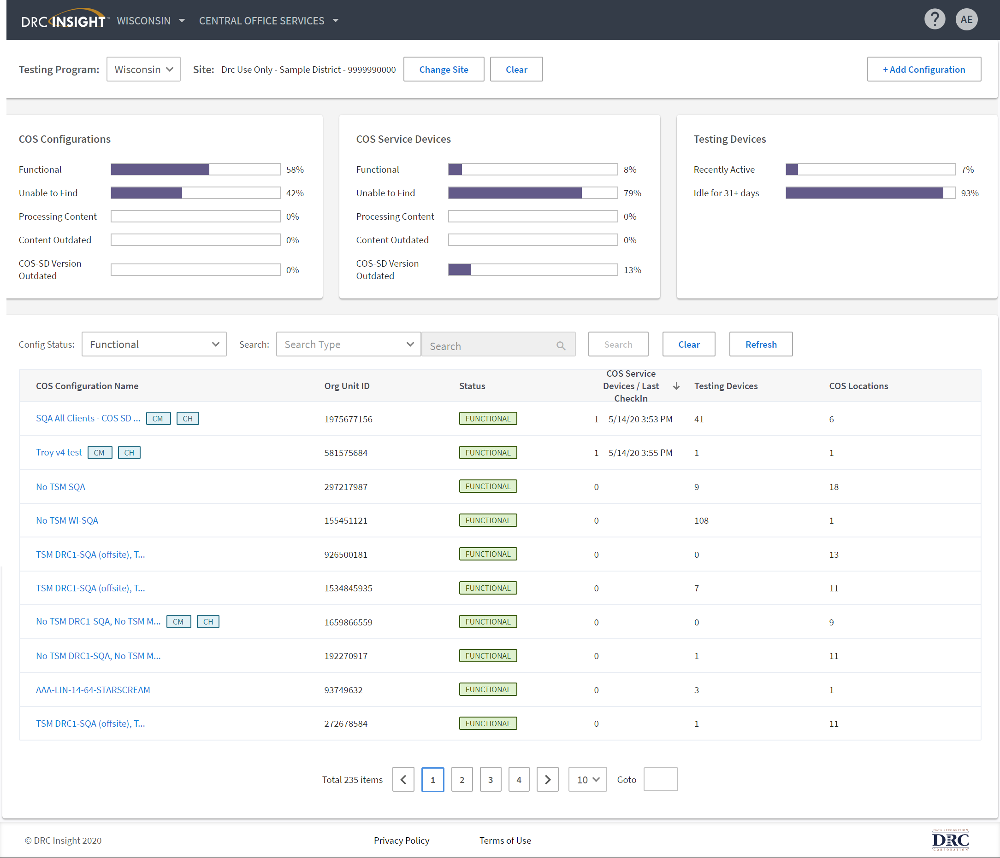 DRC INSIGHT™ WISCONSIN CENTRAL OFFICE SERVICES ? AE
Testing Program: Wisconsin Site: Drc Use Only - Sample District - 9999990000 Change Site Clear + Add Configuration
COS Configurations
Functional 58%
Unable to Find 42%
Processing Content 0%
Content Outdated 0%
COS-SD Version
Outdated 0%
COS Service Devices
Functional 8%
Unable to Find 79%
Processing Content 0%
Content Outdated 0%
COS-SD Version
Outdated 13%
Testing Devices
Recently Active 7%
Idle for 31+ days 93%
Config Status: Functional Search: Search Type Search Search Clear Refresh
COS Configuration Name Org Unit ID Status COS Service Devices / Last CheckIn Testing Devices COS Locations
SQA All Clients - COS SD ... CM CH 1975677156 FUNCTIONAL 1 5/14/20 3:53 PM 41 6
Troy v4 test CM CH 581575684 FUNCTIONAL 1 5/14/20 3:55 PM 1 1
No TSM SQA 297217987 FUNCTIONAL 0 9 18
No TSM WI-SQA 155451121 FUNCTIONAL 0 108 1
TSM DRC1-SQA (offsite), T... 926500181 FUNCTIONAL 0 0 13
TSM DRC1-SQA (offsite), T... 1534845935 FUNCTIONAL 0 7 11
No TSM DRC1-SQA, No TSM M... CM CH 1659866559 FUNCTIONAL 0 0 9
No TSM DRC1-SQA, No TSM M... 192270917 FUNCTIONAL 0 1 11
AAA-LIN-14-64-STARSCREAM 93749632 FUNCTIONAL 0 3 1
TSM DRC1-SQA (offsite), T... 272678584 FUNCTIONAL 0 1 11
Total 235 items 1 2 3 4 10 Goto
© DRC Insight 2020 Privacy Policy Terms of Use
DATA RECOGNITION
DRC
CORPORATION